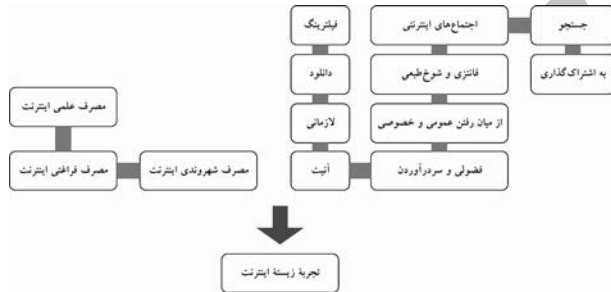 جستجو
اجتماع‌های اینترنتی
فیلترینگ
به اشتراک‌گذاری
فانتزی و شوخ‌طبعی
دانلود
از میان رفتن عمومی و خصوصی
لازمانی
مصرف علمی اینترنت
فضولی و سردرآوردن
آنیت
مصرف شهروندی اینترنت
مصرف فراغتی اینترنت
تجربهٔ زیستهٔ اینترنت